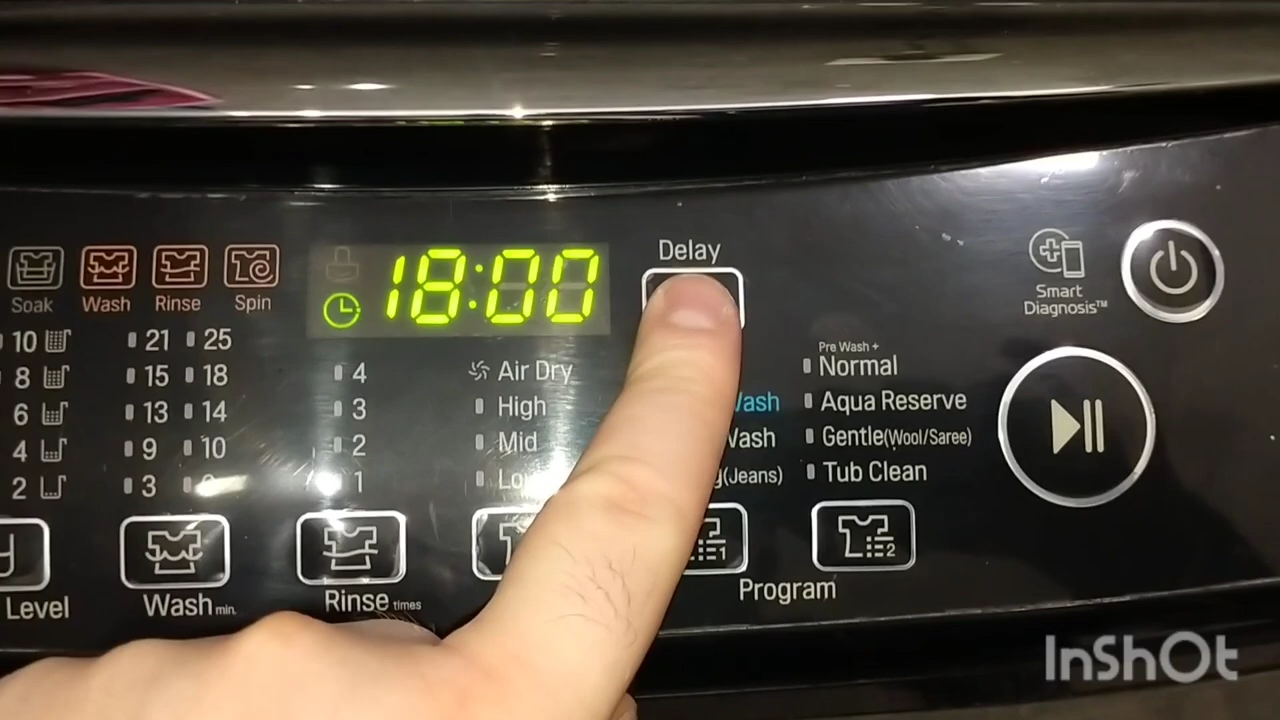 Delay
18:00
Soak Wash Rinse Spin
Smart
Diagnosis™
10 21 25
8 15 18 4 Air Dry
6 13 14 3 High
4 9 10 2 Mid
2 3 1
Pre Wash +
Normal
Wash Aqua Reserve
Wash Gentle(Wool/Saree)
(Jeans) Tub Clean
1 2
Level Wash min. Rinse times Program
InShOt